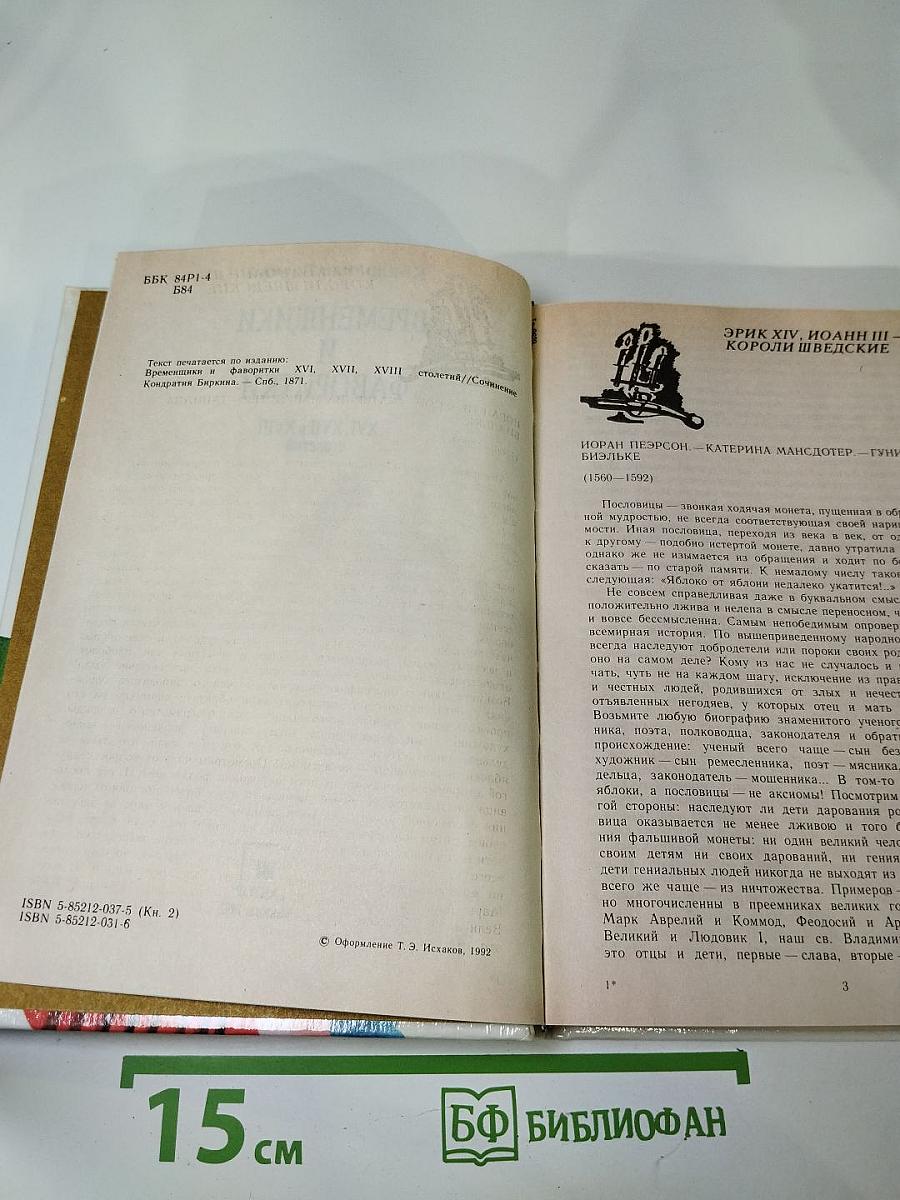 ББК 84Р1-4
Б84
Текст печатается по изданию:
Временщики и фаворитки XVI, XVII, XVIII столетий//Сочинение
Кондратия Биркина. — Спб., 1871.
ISBN 5-85212-037-5 (Кн. 2)
ISBN 5-85212-031-6
© Оформление Т. Э. Исхаков, 1992
ЭРИК XIV, ИОАНН III —
КОРОЛИ ШВЕДСКИЕ
ИОРАН ПЕЭРСОН.—КАТЕРИНА МАНСДОТЕР.—ГУНИ
БИЭЛЬКЕ
(1560—1592)
Пословицы — звонкая ходячая монета, пущенная в обр
ной мудростью, не всегда соответствующая своей нариц
мости. Иная пословица, переходя из века в век, от од
к другому — подобно истертой монете, давно утратила
однако же не изымается из обращения и ходит по бе
сказать — по старой памяти. К немалому числу таков
следующая: «Яблоко от яблони недалеко укатится!..»
Не совсем справедливая даже в буквальном смысл
положительно лжива и нелепа в смысле переносном, ч
и вовсе бессмысленна. Самым непобедимым опровер
всемирная история. По вышеприведенному народно
всегда наследуют добродетели или пороки своих род
оно на самом деле? Кому из нас не случалось и
чать, чуть не на каждом шагу, исключение из прав
и честных людей, родившихся от злых и нечест
отъявленных негодяев, у которых отец и мать
Возьмите любую биографию знаменитого ученого
ника, поэта, полководца, законодателя и обрати
происхождение: ученый всего чаще — сын без
художник — сын ремесленника, поэт — мясника,
дельца, законодатель — мошенника... В том-то
яблоки, а пословицы — не аксиомы! Посмотрим
гой стороны: наследуют ли дети дарования ро
вица оказывается не менее лживою и того б
ния фальшивой монеты: ни один великий чело
своим детям ни своих дарований, ни гения
дети гениальных людей никогда не выходят из
всего же чаще — из ничтожества. Примеров
но многочисленны в преемниках великих го
Марк Аврелий и Коммод, Феодосий и Ар
Великий и Людовик I, наш св. Владими
это отцы и дети, первые — слава, вторые —
1*
3
15 см
БФ БИБЛИОФАН